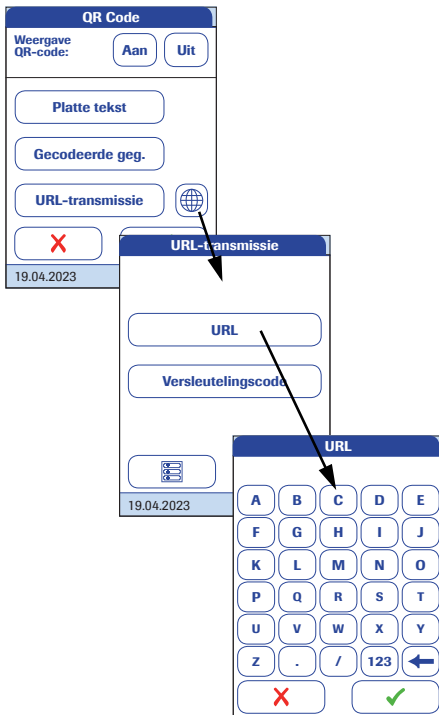 QR Code
Weergave
QR-code:
Aan Uit
Platte tekst
Gecodeerde geg.
URL-transmissie
19.04.2023
URL-transmissie
URL
Versleutelingscode
19.04.2023
URL
A B C D E
F G H I J
K L M N O
P Q R S T
U V W X Y
Z . / 123